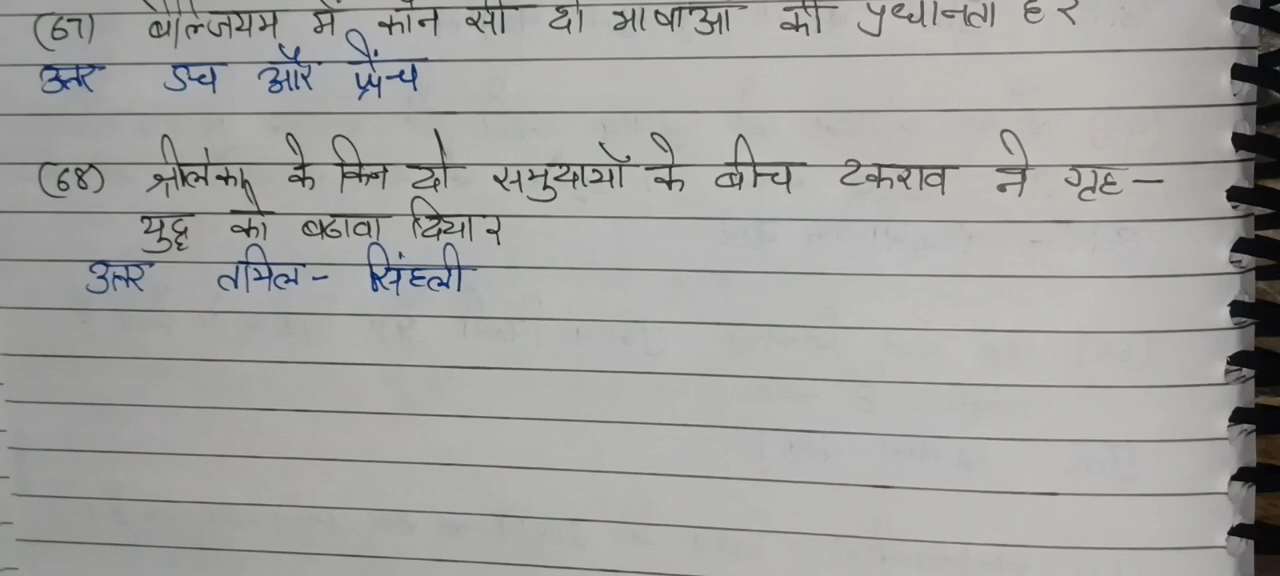 (67) बेल्जियम में कौन सी दो भाषाओं की प्रधानता है?
उत्तर डच और फ्रेंच
(68) श्रीलंका के किन दो समुदायों के बीच टकराव ने गृह-
युद्ध को बढावा दिया?
उत्तर तमिल- सिंहली